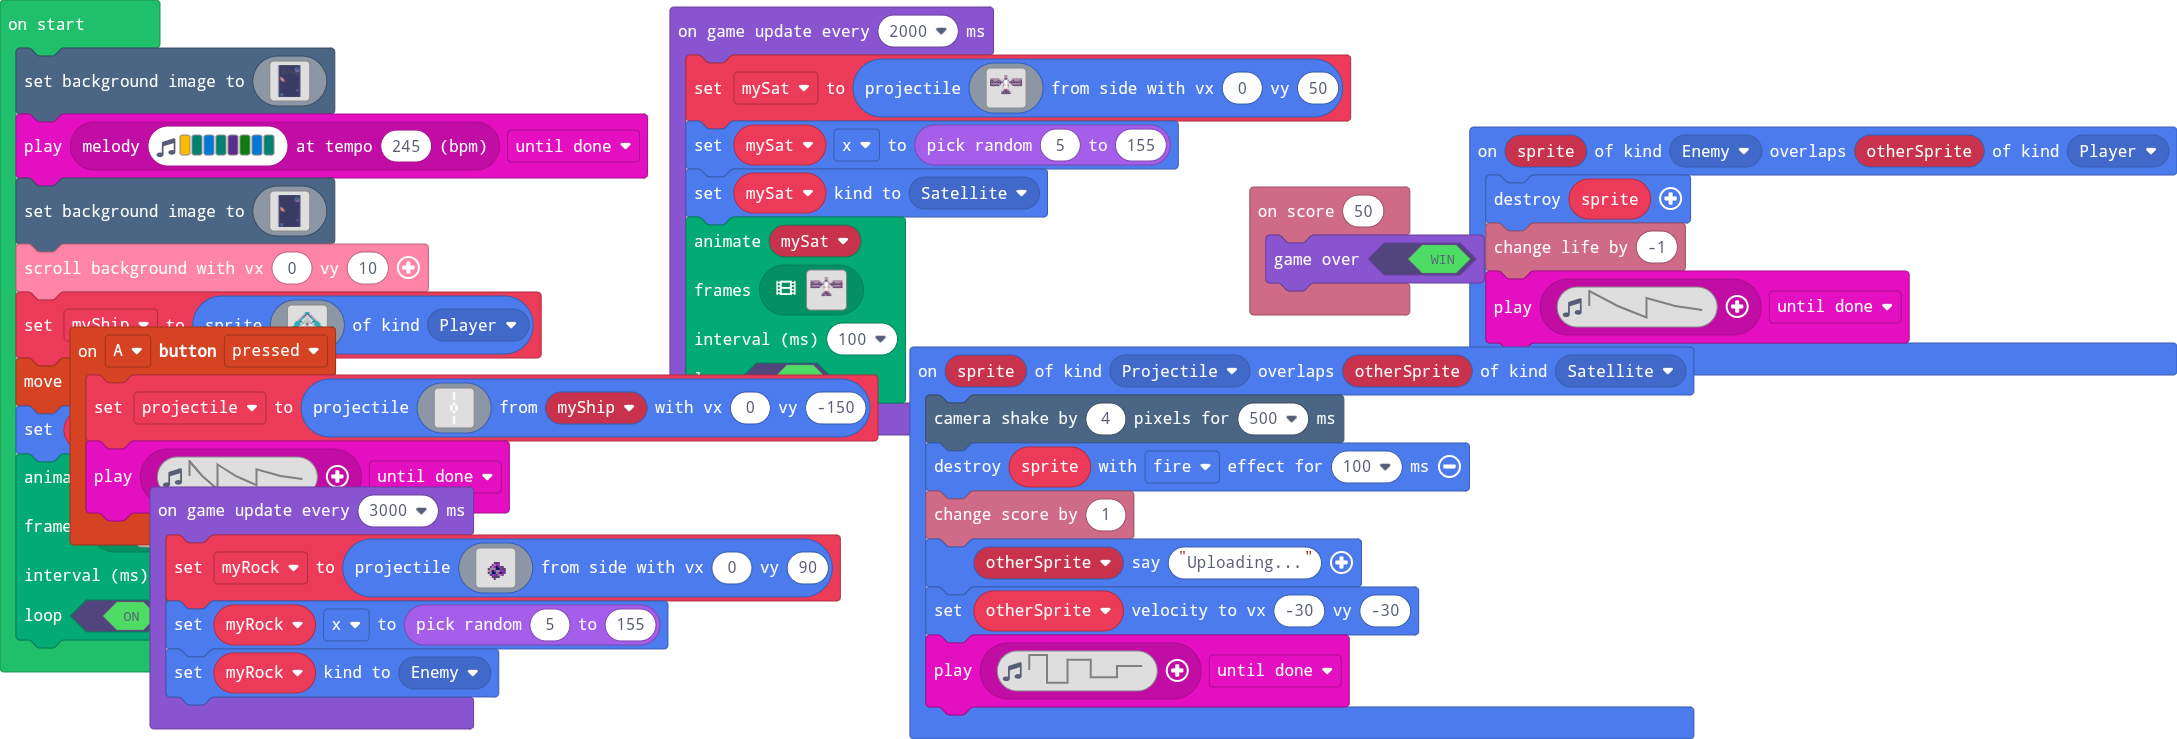 on start
set background image to
play melody at tempo 245 (bpm) until done
set background image to
scroll background with vx 0 vy 10
set myShip to sprite of kind Player
move
set
anima
frame
interval (ms)
loop ON
on A button pressed
set projectile to projectile from myShip with vx 0 vy -150
play until done
on game update every 3000 ms
set myRock to projectile from side with vx 0 vy 90
set myRock x to pick random 5 to 155
set myRock kind to Enemy
on game update every 2000 ms
set mySat to projectile from side with vx 0 vy 50
set mySat x to pick random 5 to 155
set mySat kind to Satellite
animate mySat
frames
interval (ms) 100
on score 50
game over WIN
on sprite of kind Enemy overlaps otherSprite of kind Player
destroy sprite
change life by -1
play until done
on sprite of kind Projectile overlaps otherSprite of kind Satellite
camera shake by 4 pixels for 500 ms
destroy sprite with fire effect for 100 ms
change score by 1
otherSprite say "Uploading..."
set otherSprite velocity to vx -30 vy -30
play until done